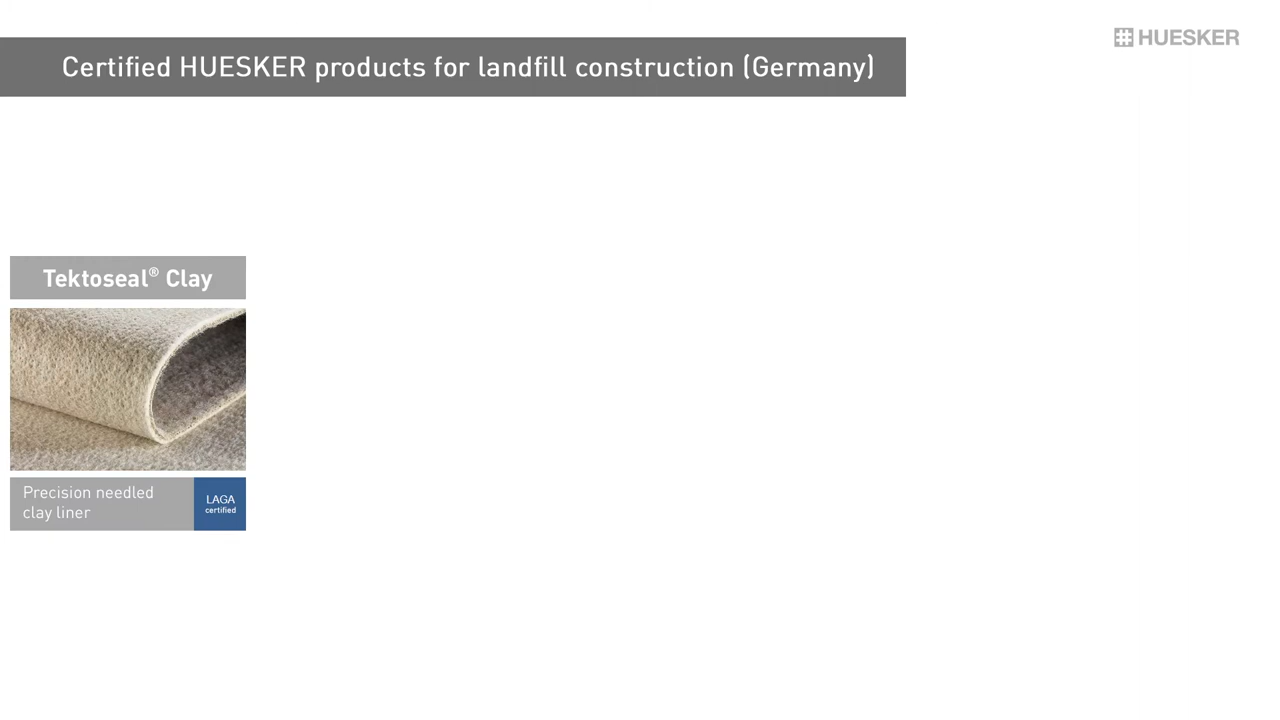 HUESKER
Certified HUESKER products for landfill construction (Germany)
Tektoseal® Clay
Precision needled
clay liner
LAGA
certified